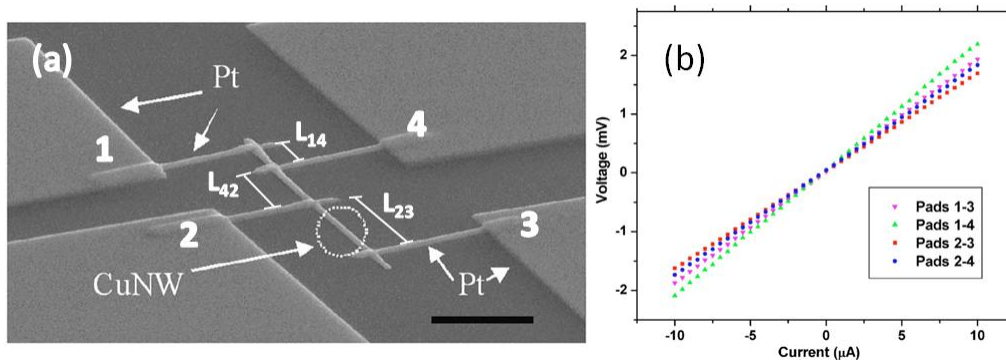 (a)
Pt
1
4
L14
L42
L23
2
3
CuNW
Pt
(b)
Voltage (mV)
2
1
0
-1
-2
-10
-5
0
5
10
Current (µA)
Pads 1-3
Pads 1-4
Pads 2-3
Pads 2-4